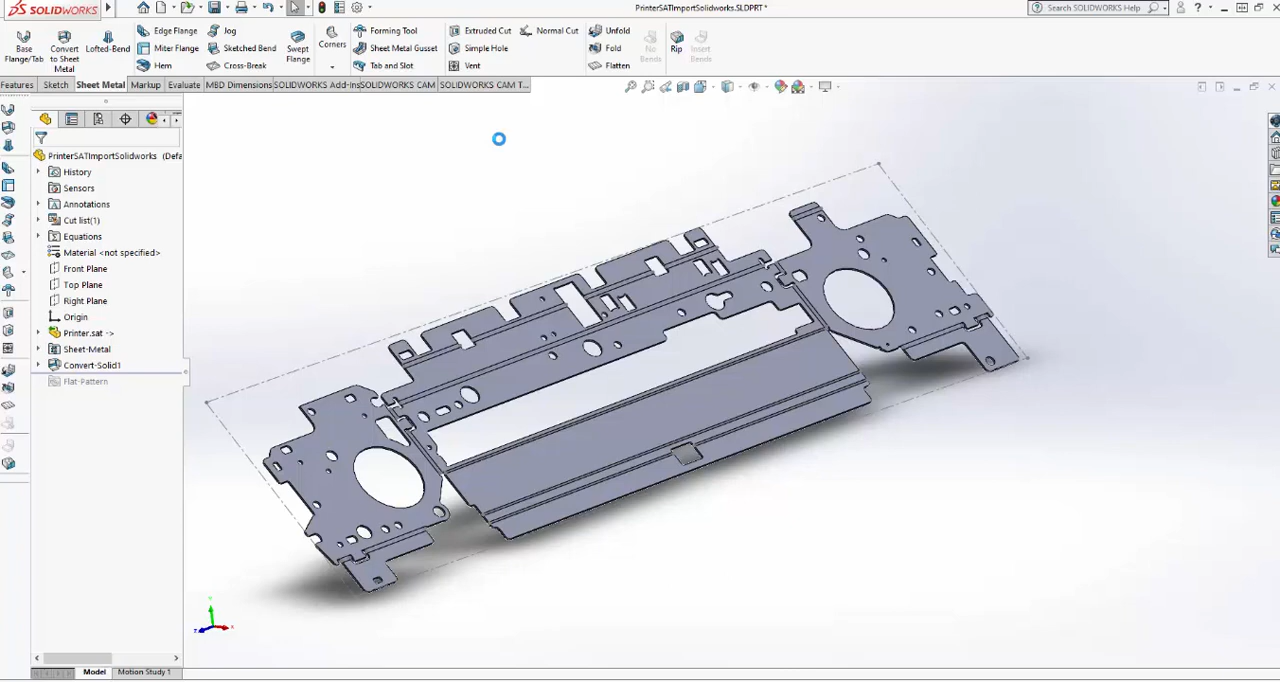 SOLIDWORKS
PrinterSATImportSolidworks.SLDPRT *
Search SOLIDWORKS Help
Base Flange/Tab
Convert to Sheet Metal
Lofted-Bend
Edge Flange
Miter Flange
Hem
Jog
Sketched Bend
Cross-Break
Swept Flange
Corners
Forming Tool
Sheet Metal Gusset
Tab and Slot
Extruded Cut
Simple Hole
Vent
Normal Cut
Unfold
Fold
Flatten
No Bends
Rip
Insert Bends
Features
Sketch
Sheet Metal
Markup
Evaluate
MBD Dimensions
SOLIDWORKS Add-Ins
SOLIDWORKS CAM
SOLIDWORKS CAM T...
PrinterSATImportSolidworks (Defa
History
Sensors
Annotations
Cut list(1)
Equations
Material <not specified>
Front Plane
Top Plane
Right Plane
Origin
Printer.sat ->
Sheet-Metal
Convert-Solid1
Flat-Pattern
Model
Motion Study 1